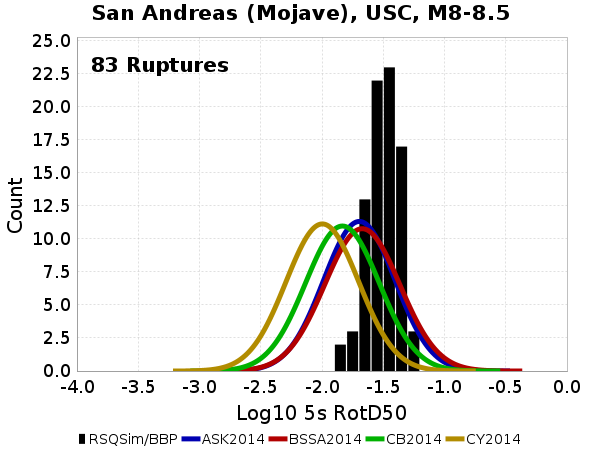 San Andreas (Mojave), USC, M8-8.5
25.0
83 Ruptures
22.5
20.0
17.5
15.0
12.5
10.0
7.5
5.0
2.5
0.0
Count
-4.0 -3.5 -3.0 -2.5 -2.0 -1.5 -1.0 -0.5 0.0
Log10 5s RotD50
RSQSim/BBP ASK2014 BSSA2014 CB2014 CY2014